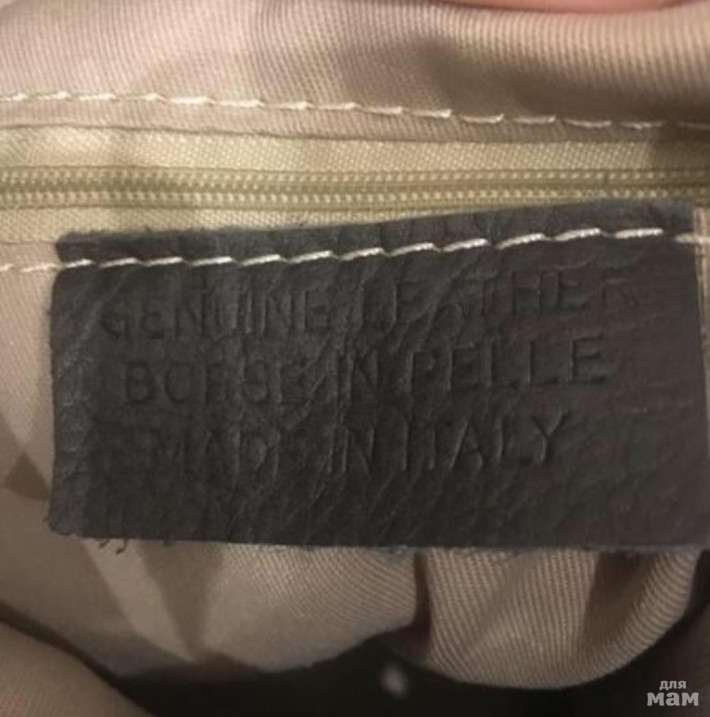 GENUINE LEATHER
BORSE IN PELLE
MADE IN ITALY
для
мам